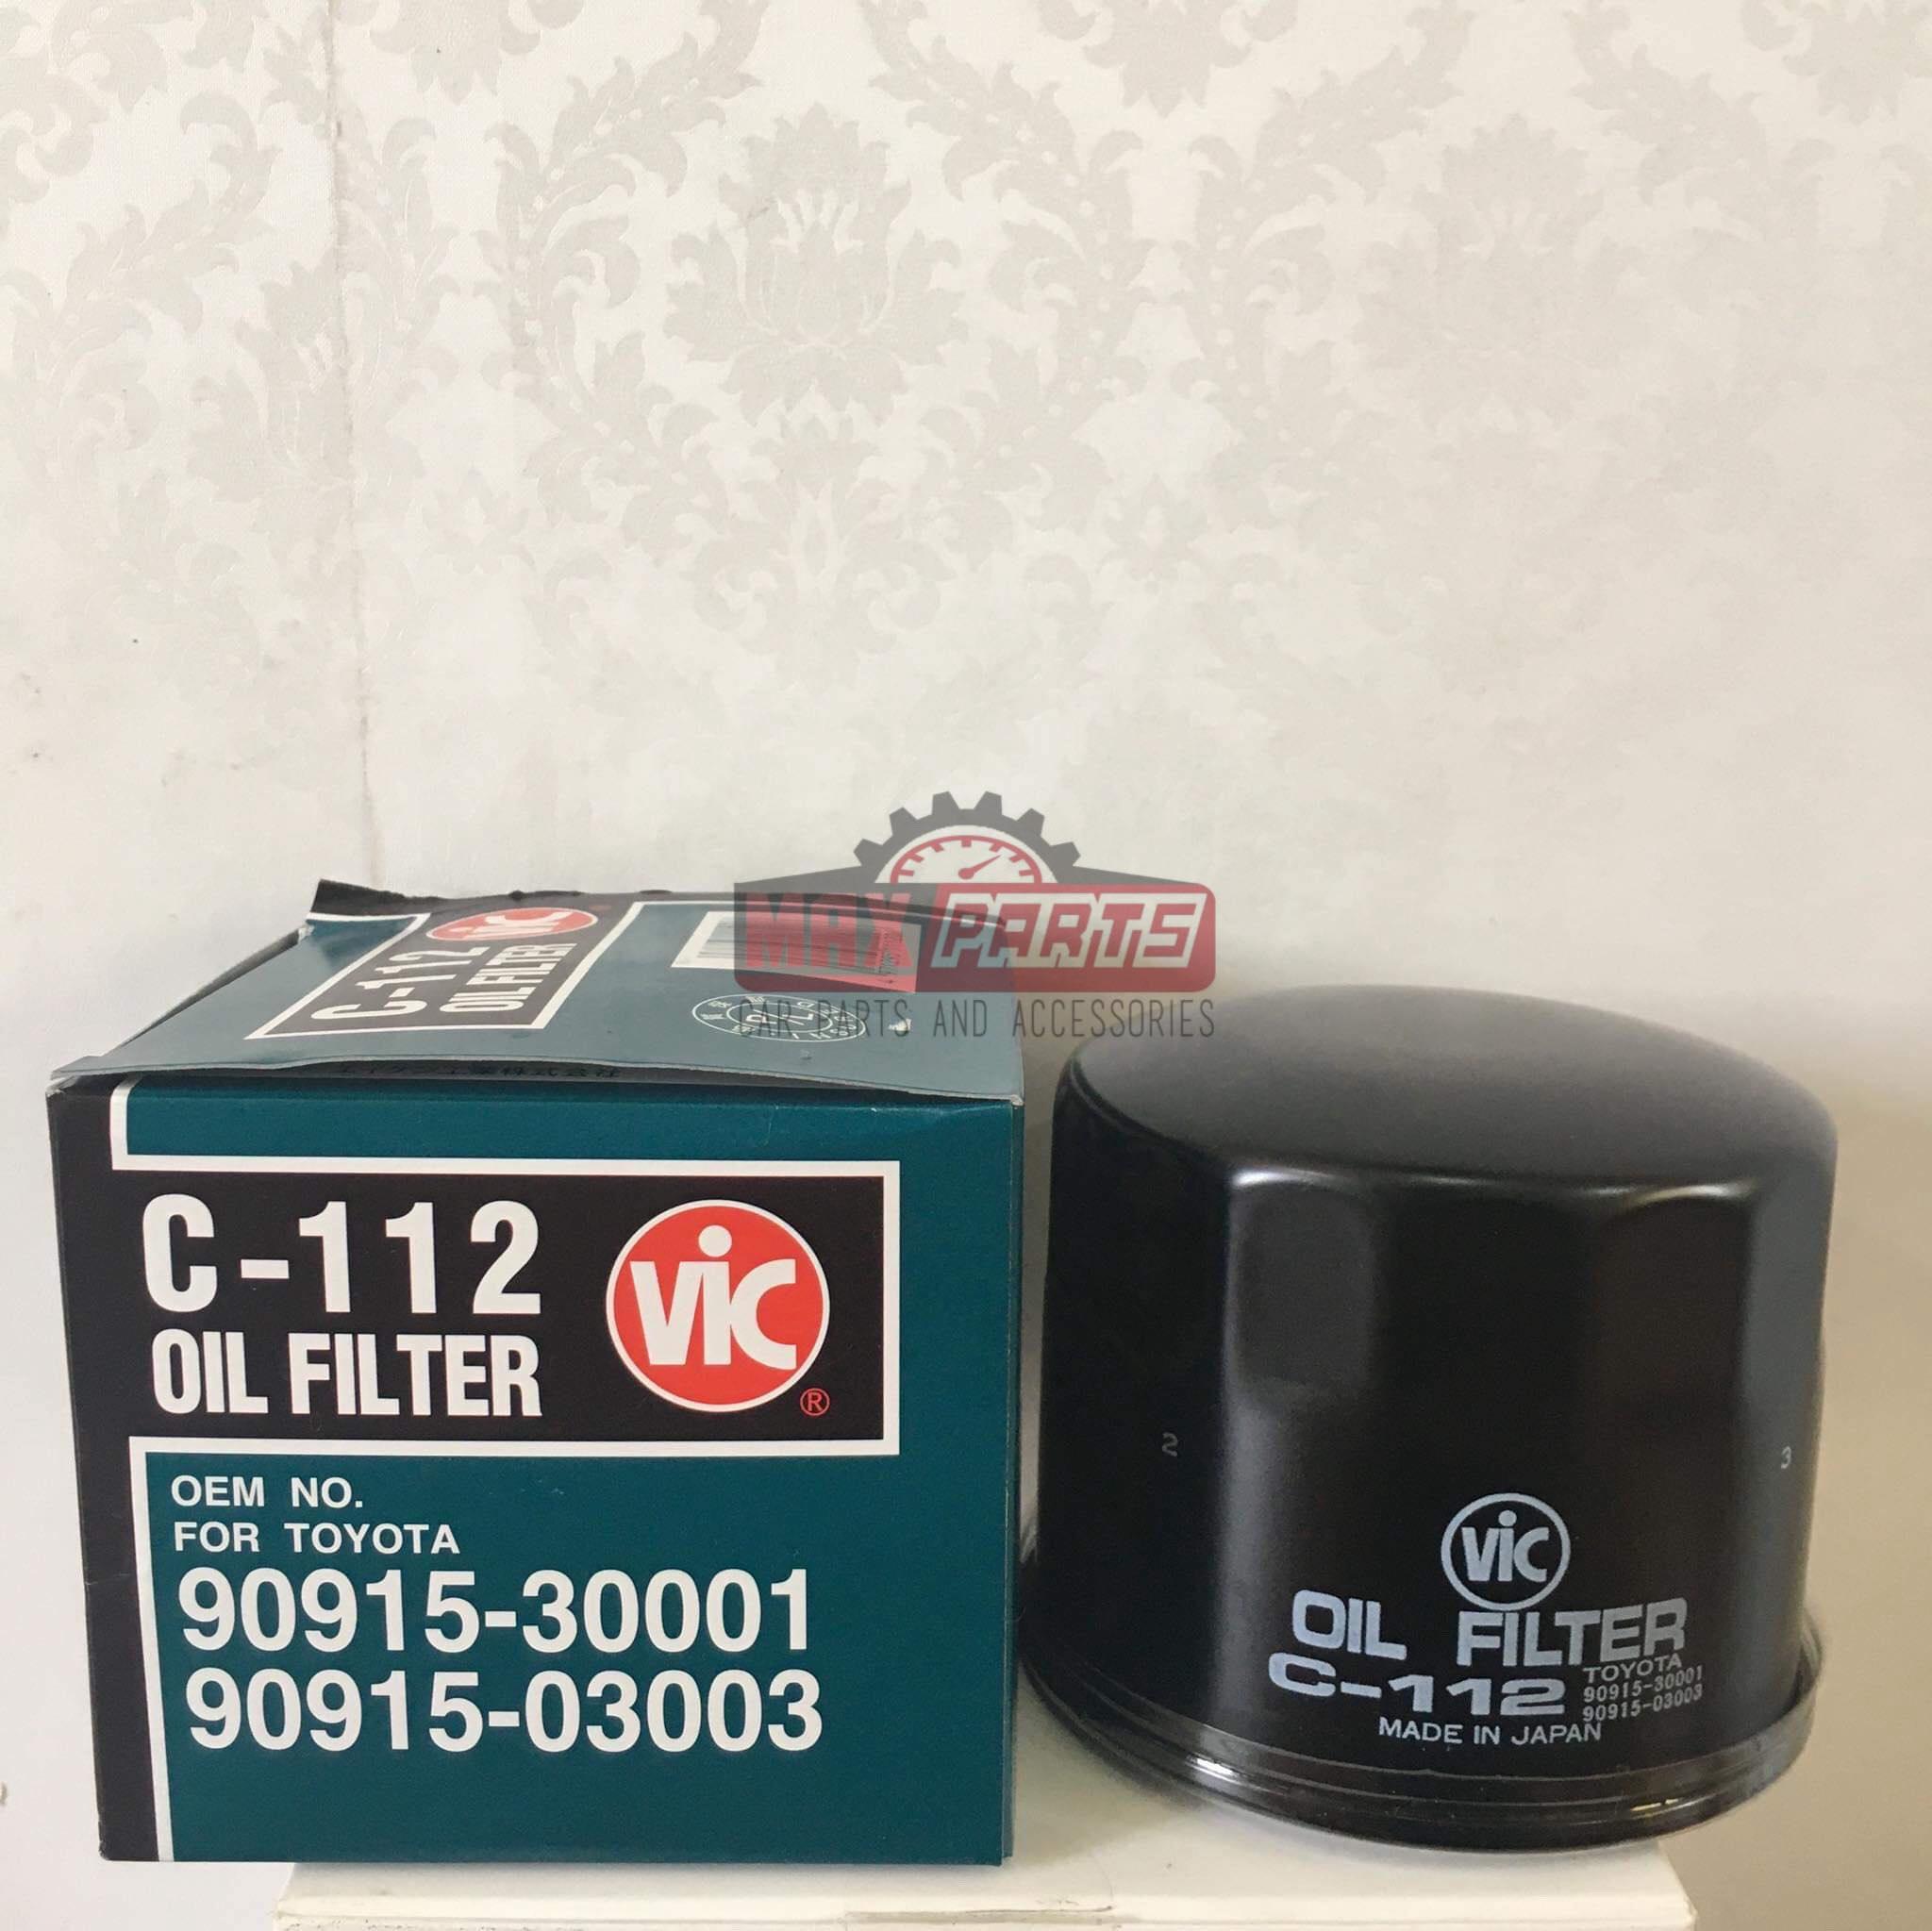 MAX PARTS
CAR PARTS AND ACCESSORIES
C-112
OIL FILTER
VIC
C-112
OIL FILTER
VIC
®
OEM NO.
FOR TOYOTA
90915-30001
90915-03003
2
3
VIC
OIL FILTER
C-112
TOYOTA
90915-30001
90915-03003
MADE IN JAPAN